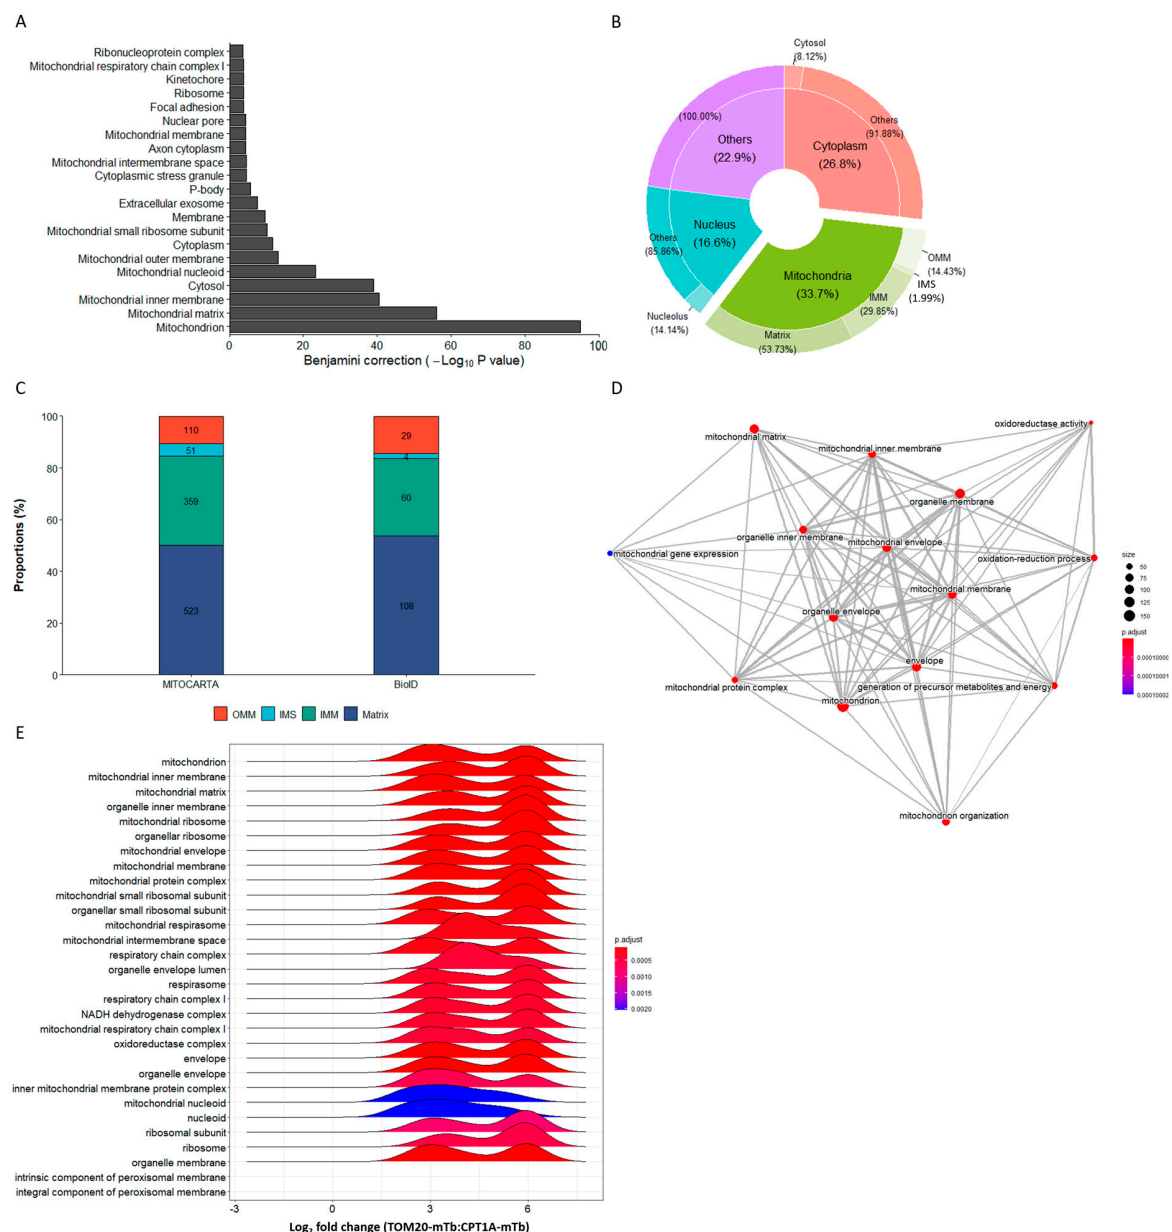 A
Ribonucleoprotein complex
Mitochondrial respiratory chain complex I
Kinetochore
Ribosome
Focal adhesion
Nuclear pore
Mitochondrial membrane
Axon cytoplasm
Mitochondrial intermembrane space
Cytoplasmic stress granule
P-body
Extracellular exosome
Membrane
Mitochondrial small ribosome subunit
Cytoplasm
Mitochondrial outer membrane
Mitochondrial nucleoid
Cytosol
Mitochondrial inner membrane
Mitochondrial matrix
Mitochondrion
0 20 40 60 80 100
Benjamini correction ( –Log10 P value)
B
Cytosol
(8.12%)
(100.00%)
Others
(91.88%)
Others
(22.9%)
Cytoplasm
(26.8%)
Nucleus
(16.6%)
Others
(85.86%)
Mitochondria
(33.7%)
OMM
(14.43%)
IMS
(1.99%)
IMM
(29.85%)
Nucleolus
(14.14%)
Matrix
(53.73%)
C
Proportions (%)
100
80
60
40
20
0
110
51
359
523
29
4
60
108
MITOCARTA BioID
OMM IMS IMM Matrix
D
mitochondrial matrix
oxidoreductase activity
mitochondrial inner membrane
organelle membrane
organelle inner membrane
mitochondrial envelope
mitochondrial gene expression
oxidation-reduction process
mitochondrial membrane
organelle envelope
envelope
mitochondrial protein complex
generation of precursor metabolites and energy
mitochondrion
mitochondrion organization
size
50
75
100
125
150
p.adjust
0.00010000
0.00010001
0.00010002
E
mitochondrion
mitochondrial inner membrane
mitochondrial matrix
organelle inner membrane
mitochondrial ribosome
organellar ribosome
mitochondrial envelope
mitochondrial membrane
mitochondrial protein complex
mitochondrial small ribosomal subunit
organellar small ribosomal subunit
mitochondrial respirasome
mitochondrial intermembrane space
respiratory chain complex
organelle envelope lumen
respirasome
respiratory chain complex I
NADH dehydrogenase complex
mitochondrial respiratory chain complex I
oxidoreductase complex
envelope
organelle envelope
inner mitochondrial membrane protein complex
mitochondrial nucleoid
nucleoid
ribosomal subunit
ribosome
organelle membrane
intrinsic component of peroxisomal membrane
integral component of peroxisomal membrane
-3 0 3 6
Log2 fold change (TOM20-mTb:CPT1A-mTb)
p.adjust
0.0005
0.0010
0.0015
0.0020